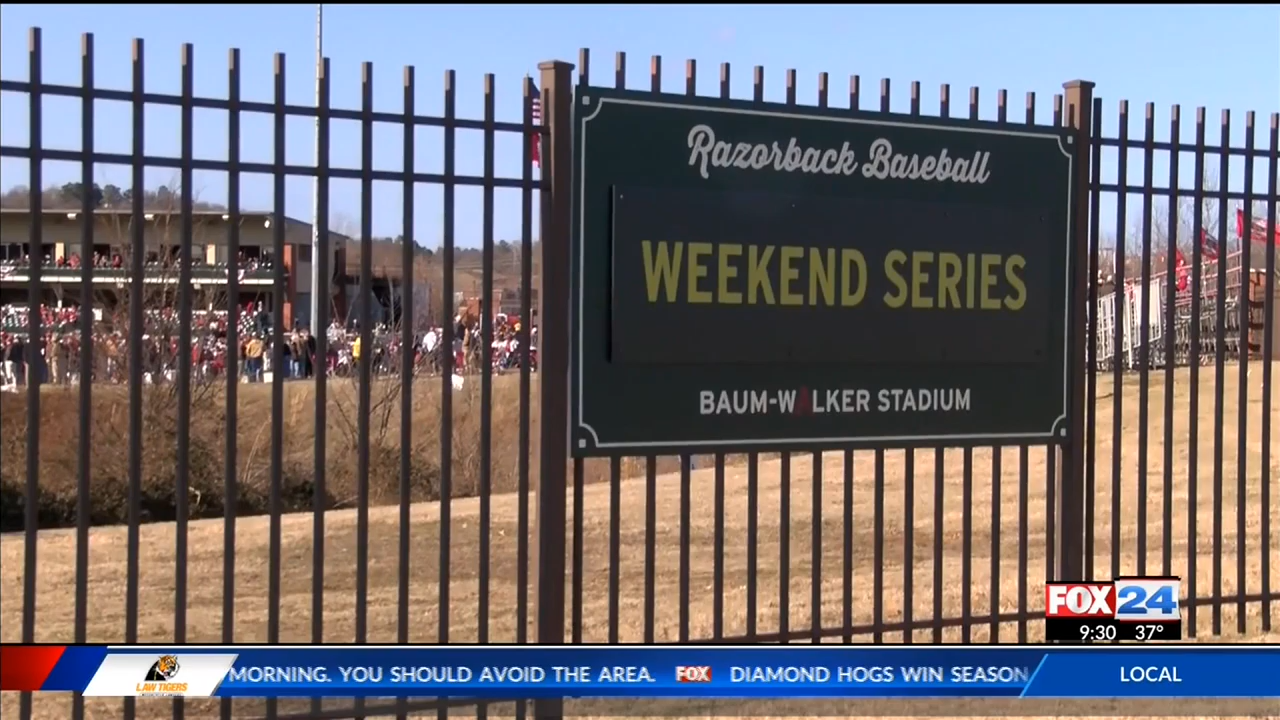 Razorback Baseball
WEEKEND SERIES
BAUM-WALKER STADIUM
FOX 24
9:30 37°
LAW TIGERS
MORNING. YOU SHOULD AVOID THE AREA. FOX DIAMOND HOGS WIN SEASON
LOCAL